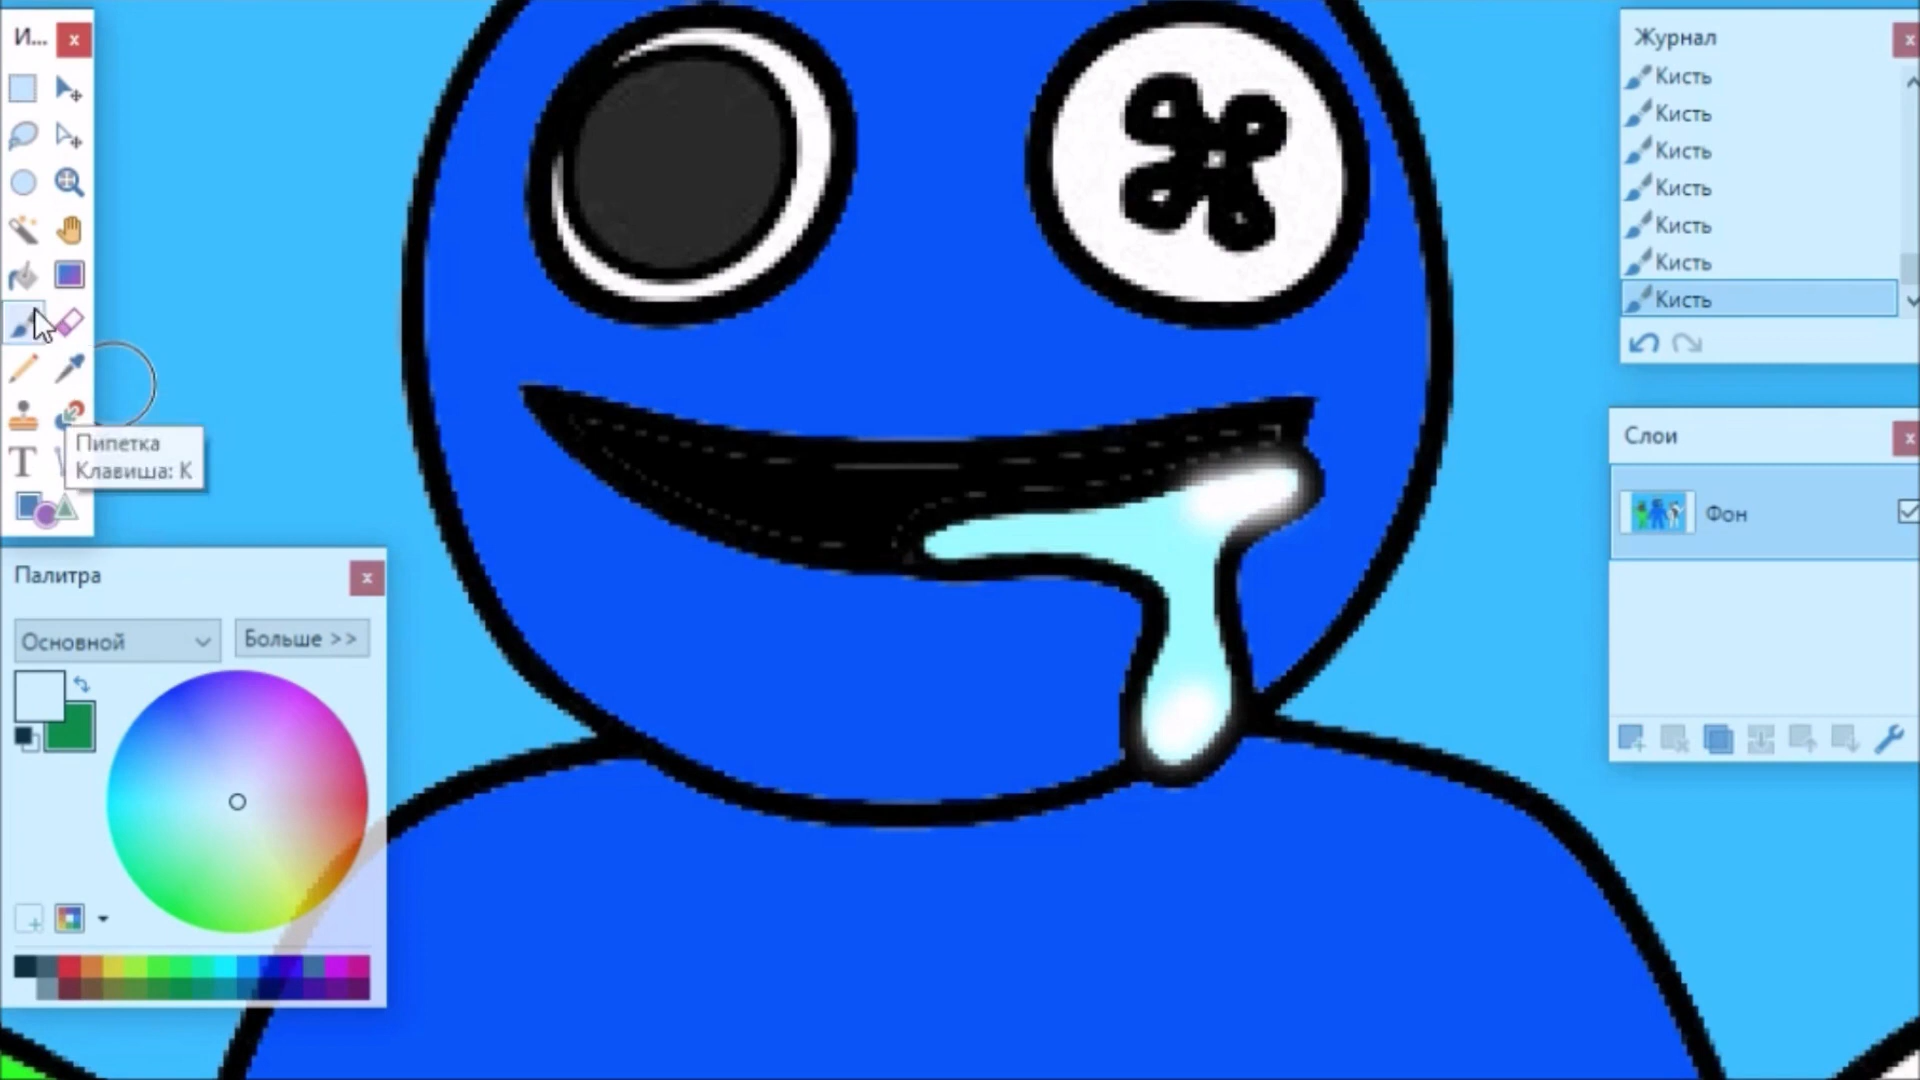 И...
T
Пипетка
Клавиша: K
Палитра
Основной
Больше >>
Журнал
Кисть
Кисть
Кисть
Кисть
Кисть
Кисть
Кисть
Слои
Фон